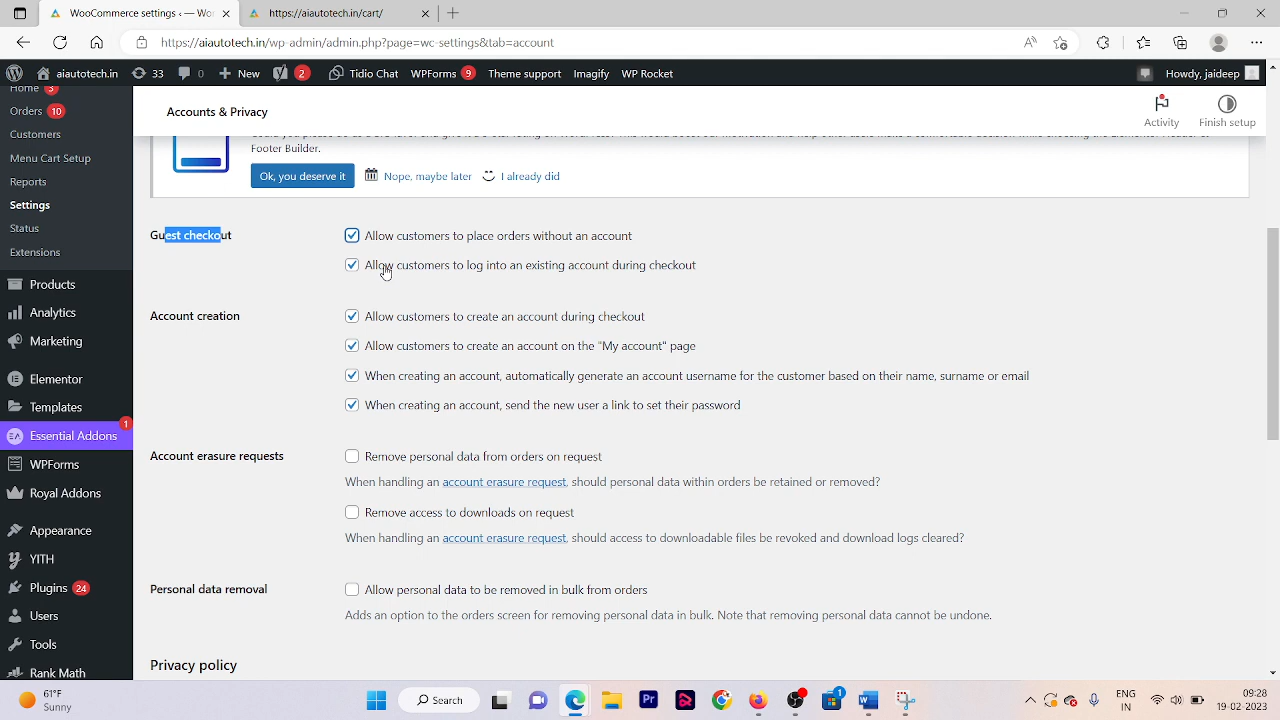 WooCommerce settings ‹ — Wo
https://aiautotech.in/cart/
https://aiautotech.in/wp-admin/admin.php?page=wc-settings&tab=account
aiautotech.in 33 0 New 2 Tidio Chat WPForms 9 Theme support Imagify WP Rocket Howdy, jaideep
Home 3
Orders 10
Customers
Menu Cart Setup
Reports
Settings
Status
Extensions
Products
Analytics
Marketing
Elementor
Templates
Essential Addons 1
WPForms
Royal Addons
Appearance
YITH
Plugins 24
Users
Tools
Rank Math
Accounts & Privacy
Activity
Finish setup
Footer Builder.
Ok, you deserve it Nope, maybe later I already did
Guest checkout
Allow customers to place orders without an account
Allow customers to log into an existing account during checkout
Account creation
Allow customers to create an account during checkout
Allow customers to create an account on the "My account" page
When creating an account, automatically generate an account username for the customer based on their name, surname or email
When creating an account, send the new user a link to set their password
Account erasure requests
Remove personal data from orders on request
When handling an account erasure request, should personal data within orders be retained or removed?
Remove access to downloads on request
When handling an account erasure request, should access to downloadable files be revoked and download logs cleared?
Personal data removal
Allow personal data to be removed in bulk from orders
Adds an option to the orders screen for removing personal data in bulk. Note that removing personal data cannot be undone.
Privacy policy
61°F
Sunny
Search
Pr
1
ENG
IN
09:28
19-02-2023